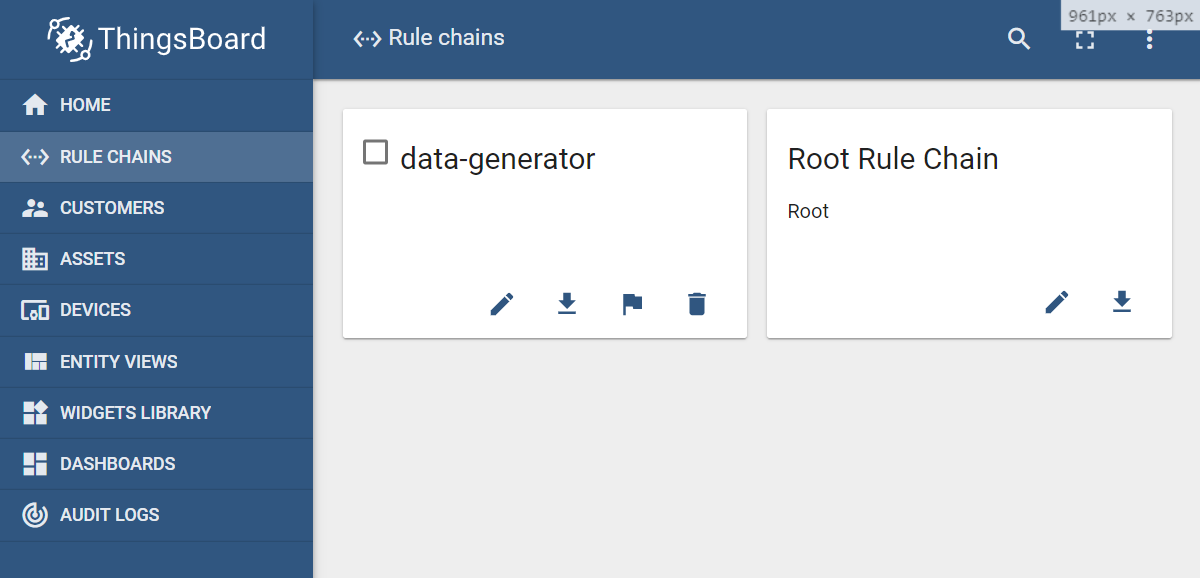 ThingsBoard
Rule chains
961px × 763px
HOME
RULE CHAINS
CUSTOMERS
ASSETS
DEVICES
ENTITY VIEWS
WIDGETS LIBRARY
DASHBOARDS
AUDIT LOGS
data-generator
Root Rule Chain
Root